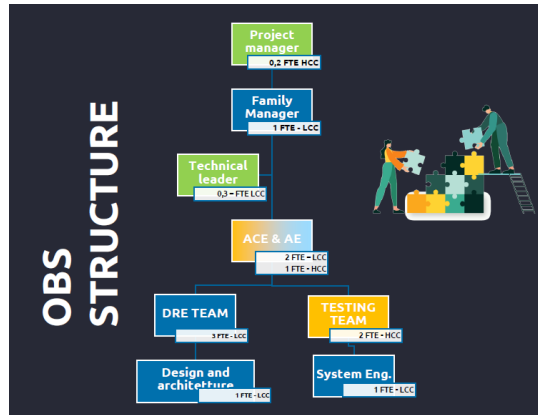 OBS
STRUCTURE
Project
manager
0,2 FTE HCC
Family
Manager
1 FTE - LCC
Technical
leader
0,3 – FTE LCC
ACE & AE
2 FTE – LCC
1 FTE - HCC
DRE TEAM
3 FTE - LCC
TESTING
TEAM
2 FTE - HCC
Design and
architetture
1 FTE - LCC
System Eng.
1 FTE - LCC